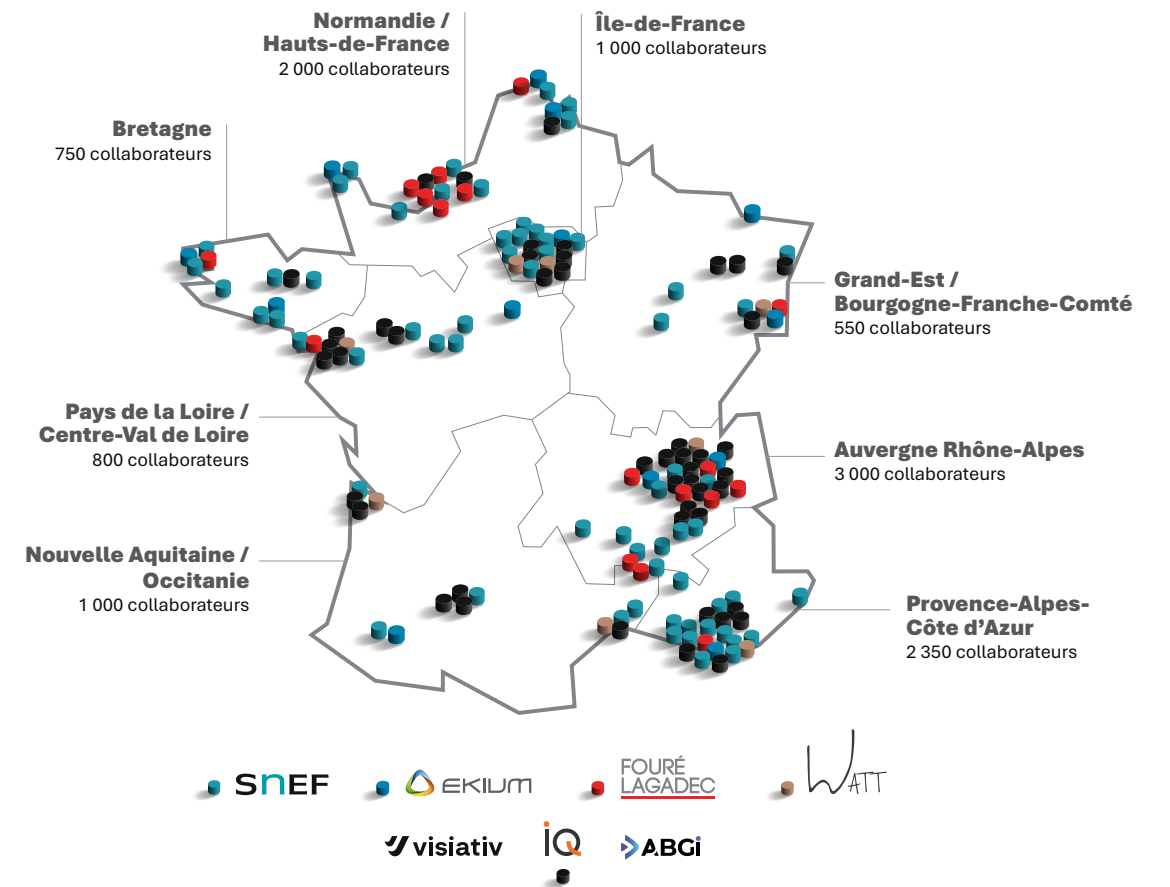 Normandie /
Hauts-de-France
2 000 collaborateurs
Île-de-France
1 000 collaborateurs
Bretagne
750 collaborateurs
Grand-Est /
Bourgogne-Franche-Comté
550 collaborateurs
Pays de la Loire /
Centre-Val de Loire
800 collaborateurs
Auvergne Rhône-Alpes
3 000 collaborateurs
Nouvelle Aquitaine /
Occitanie
1 000 collaborateurs
Provence-Alpes-
Côte d’Azur
2 350 collaborateurs
SnEF
EKIUM
FOURÉ
LAGADEC
WATT
visiativ
iQ
ABGi